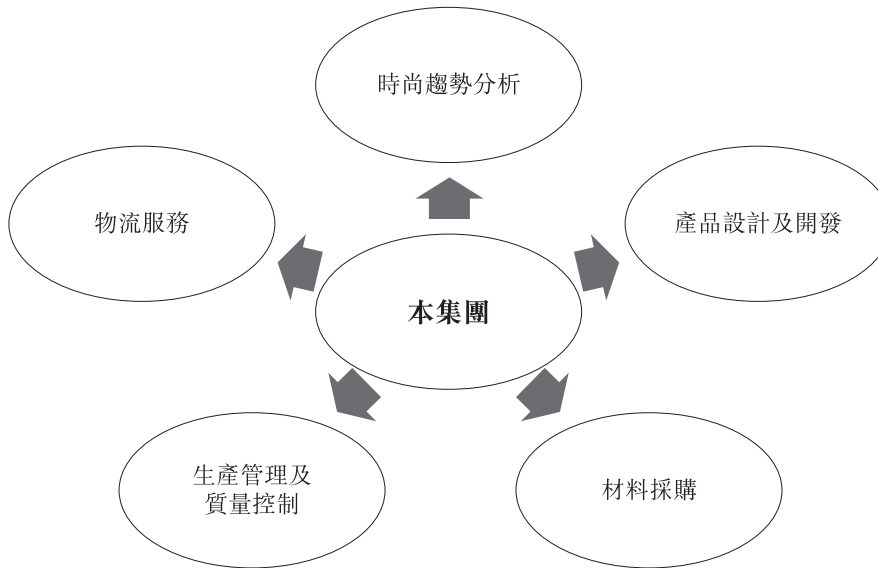 時尚趨勢分析
物流服務
產品設計及開發
本集團
生產管理及
質量控制
材料採購